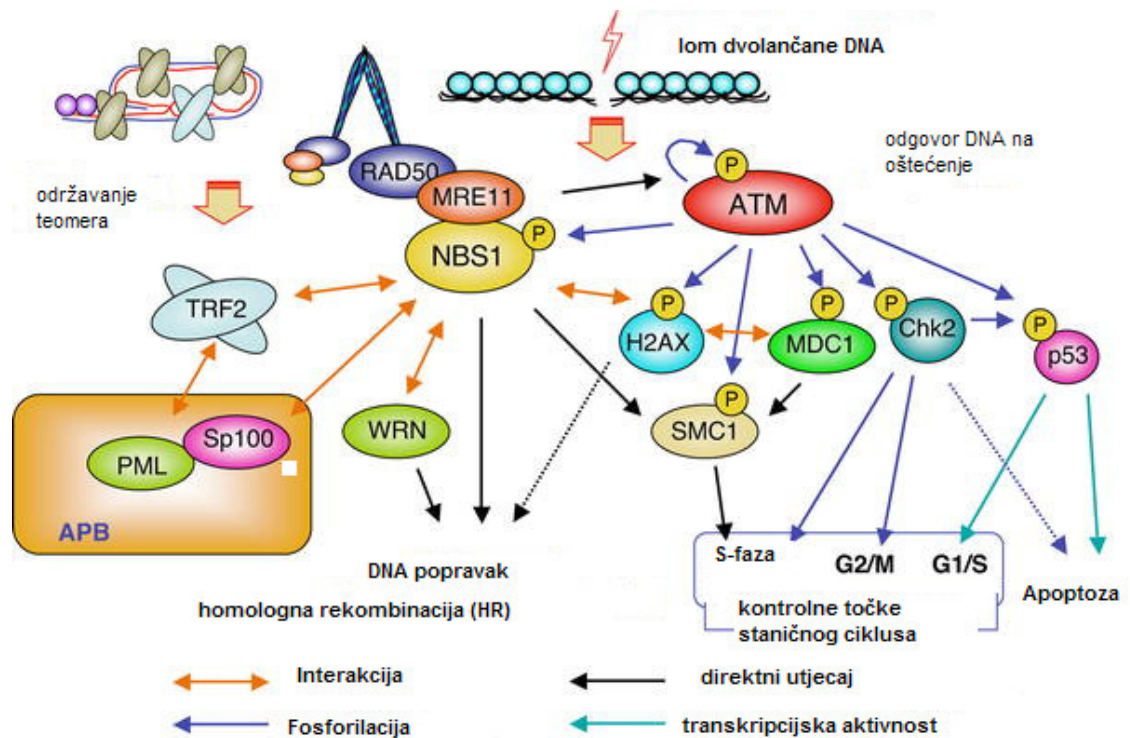 lom dvolančane DNA
odgovor DNA na
oštećenje
održavanje
teomera
RAD50
MRE11
NBS1
P
P
ATM
TRF2
P
H2AX
P
MDC1
P
Chk2
P
p53
PML
Sp100
APB
WRN
P
SMC1
DNA popravak
homologna rekombinacija (HR)
S-faza
G2/M
G1/S
kontrolne točke
staničnog ciklusa
Apoptoza
Interakcija
direktni utjecaj
Fosforilacija
transkripcijska aktivnost